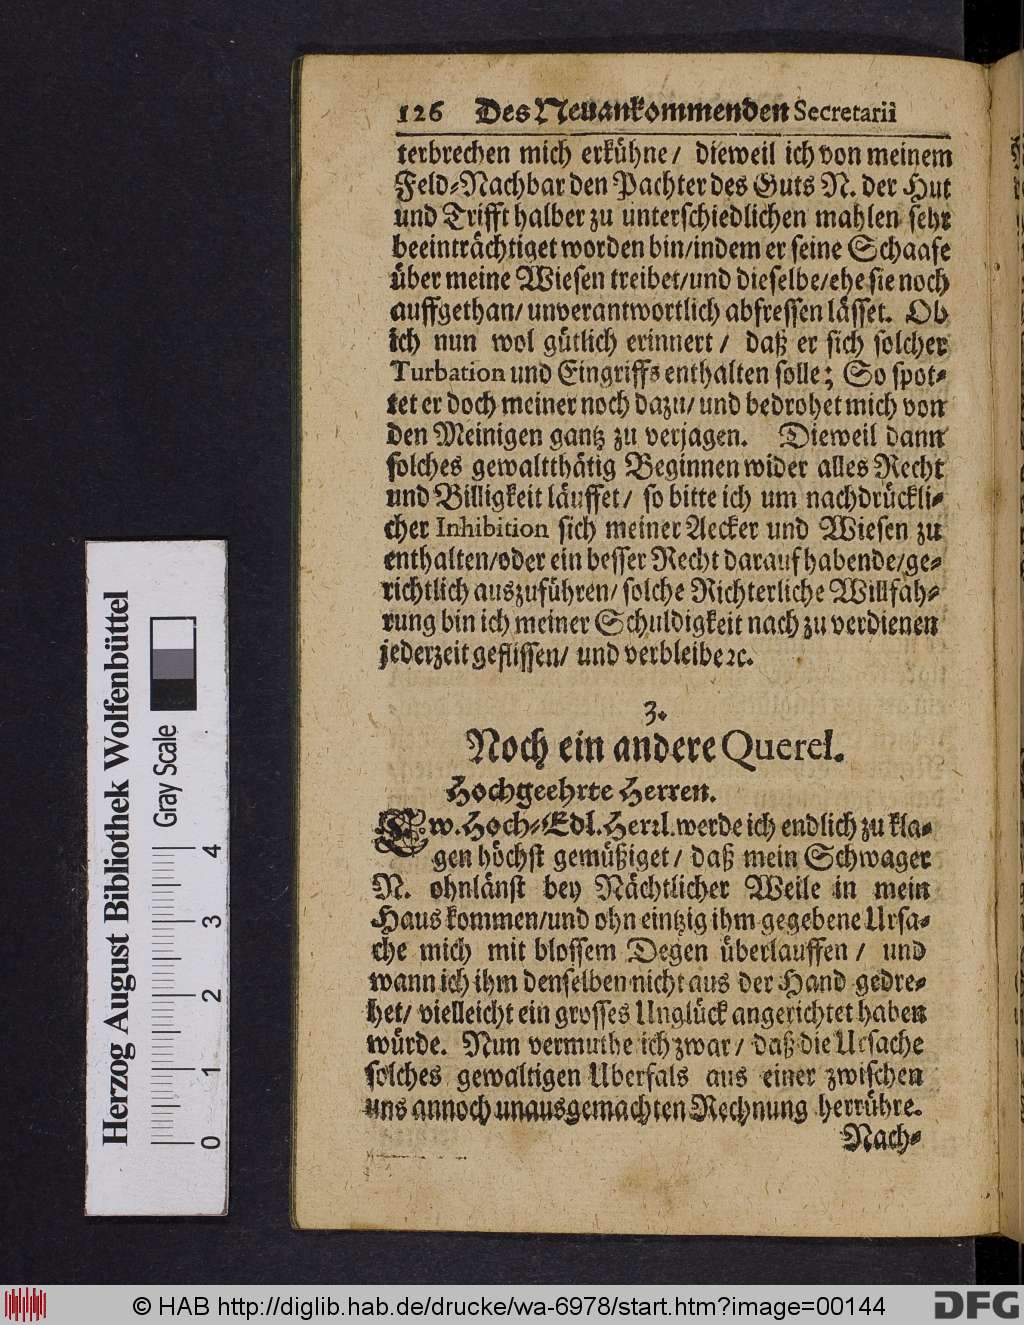 126 Des Neuankommenden Secretarii
terbrechen mich erkühne/ dieweil ich von meinem
Feld-Nachbar den Pachter des Guts N. der Hut
und Trifft halber zu unterschiedlichen mahlen sehr
beeinträchtiget worden bin/indem er seine Schaafe
über meine Wiesen treibet/und dieselbe/ehe sie noch
auffgethan/ unverantwortlich abfressen lässet. Ob
ich nun wol gütlich erinnert/ daß er sich solcher
Turbation und Eingriffs enthalten solle; So spot-
tet er doch meiner noch dazu/ und bedrohet mich von
den Meinigen gantz zu verjagen. Dieweil dann
solches gewaltthätig Beginnen wider alles Recht
und Billigkeit läuffet/ so bitte ich um nachdrückli-
cher Inhibition sich meiner Aecker und Wiesen zu
enthalten/oder ein besser Recht darauf habende/ge-
richtlich auszuführen/ solche Richterliche Willfäh-
rung bin ich meiner Schuldigkeit nach zu verdienen
jederzeit geflissen/ und verbleibe ꝛc.
3.
Noch ein andere Querel.
Hochgeehrte Herren.
Ew. Hoch-Edl. Herꝛl. werde ich endlich zu kla-
gen höchst gemüßiget/ daß mein Schwager
N. ohnlänst bey Nächtlicher Weile in mein
Haus kommen/und ohn eintzig ihm gegebene Ursa-
che mich mit blossem Degen überlauffen/ und
wann ich ihm denselben nicht aus der Hand gedre-
het/ vielleicht ein grosses Unglück angerichtet haben
würde. Nun vermuthe ich zwar/ daß die Ursache
solches gewaltigen Uberfals aus einer zwischen
uns annoch unausgemachten Rechnung herrühre.
Nach-
Herzog August Bibliothek Wolfenbüttel
Gray Scale
0 1 2 3 4
© HAB http://diglib.hab.de/drucke/wa-6978/start.htm?image=00144
DFG